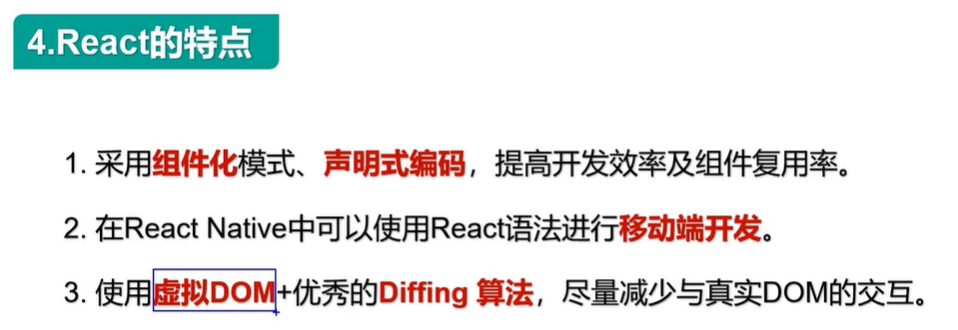 4.React的特点
1. 采用组件化模式、声明式编码，提高开发效率及组件复用率。
2. 在React Native中可以使用React语法进行移动端开发。
3. 使用虚拟DOM+优秀的Diffing 算法，尽量减少与真实DOM的交互。